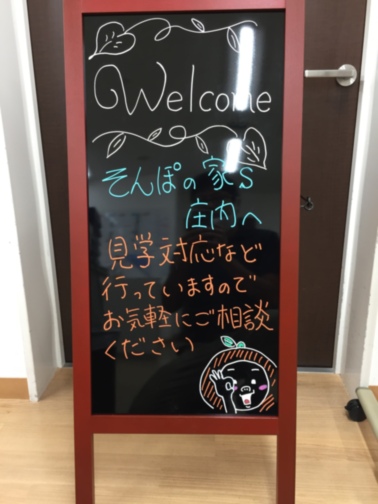 Welcome
そんぽの家S
庄内へ
見学対応など
行っていますので
お気軽にご相談
ください